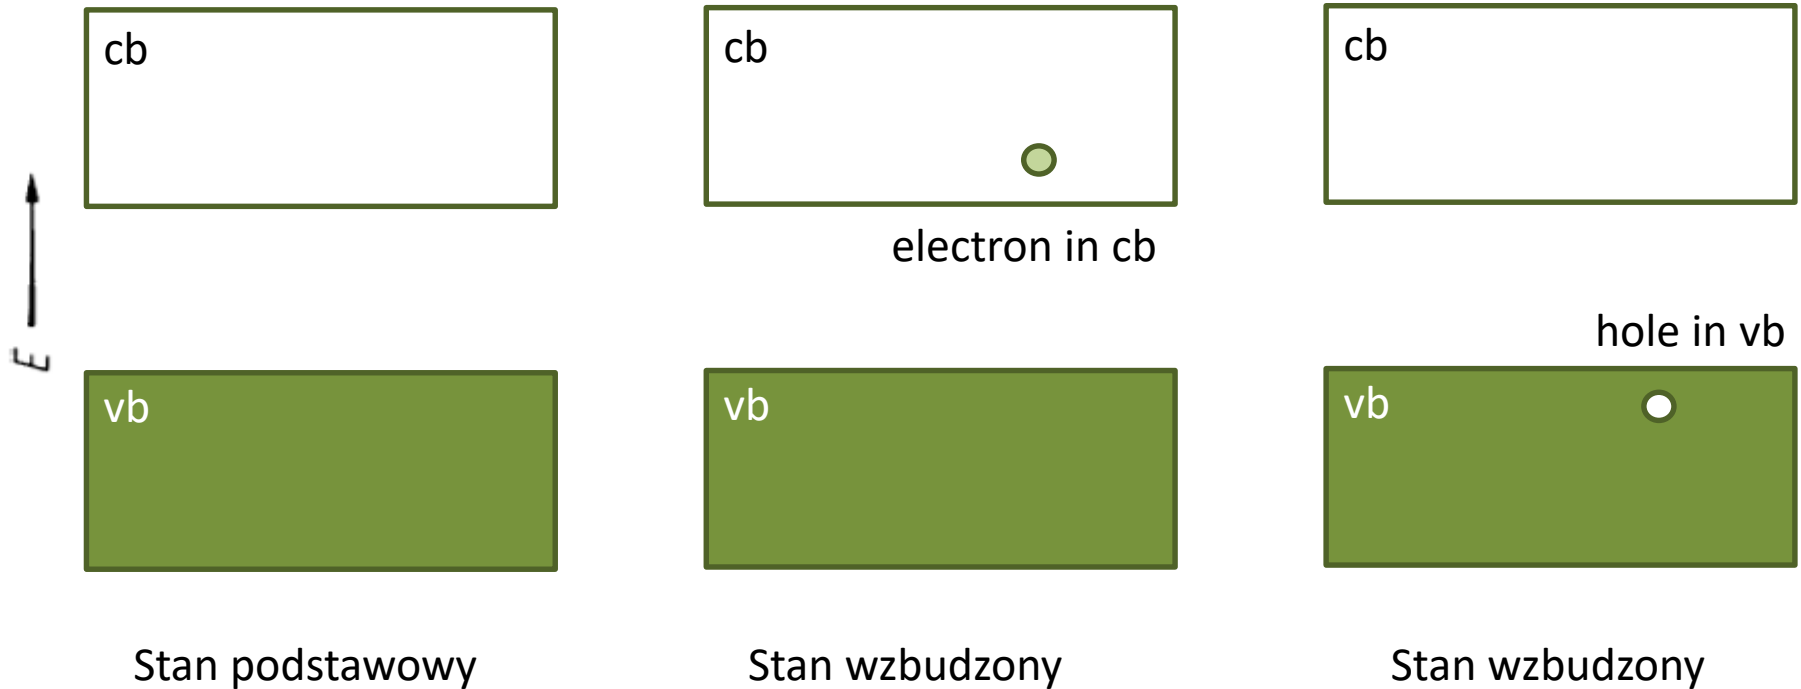 cb
cb
cb
electron in cb
hole in vb
E
vb
vb
vb
Stan podstawowy
Stan wzbudzony
Stan wzbudzony